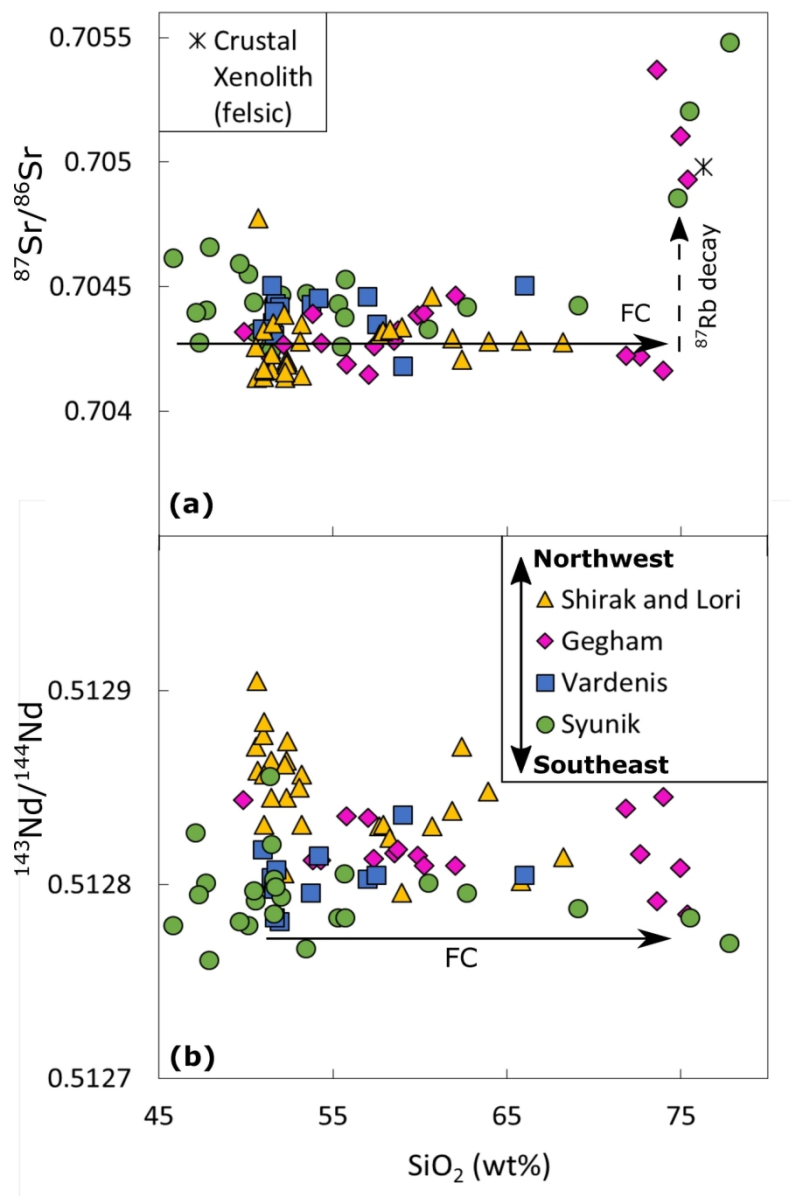 0.7055
0.705
0.7045
0.704
⁸⁷Sr/⁸⁶Sr
Crustal
Xenolith
(felsic)
FC
⁸⁷Rb decay
(a)
0.5129
0.5128
0.5127
¹⁴³Nd/¹⁴⁴Nd
Northwest
Shirak and Lori
Gegham
Vardenis
Syunik
Southeast
FC
(b)
45 55 65 75
SiO₂ (wt%)